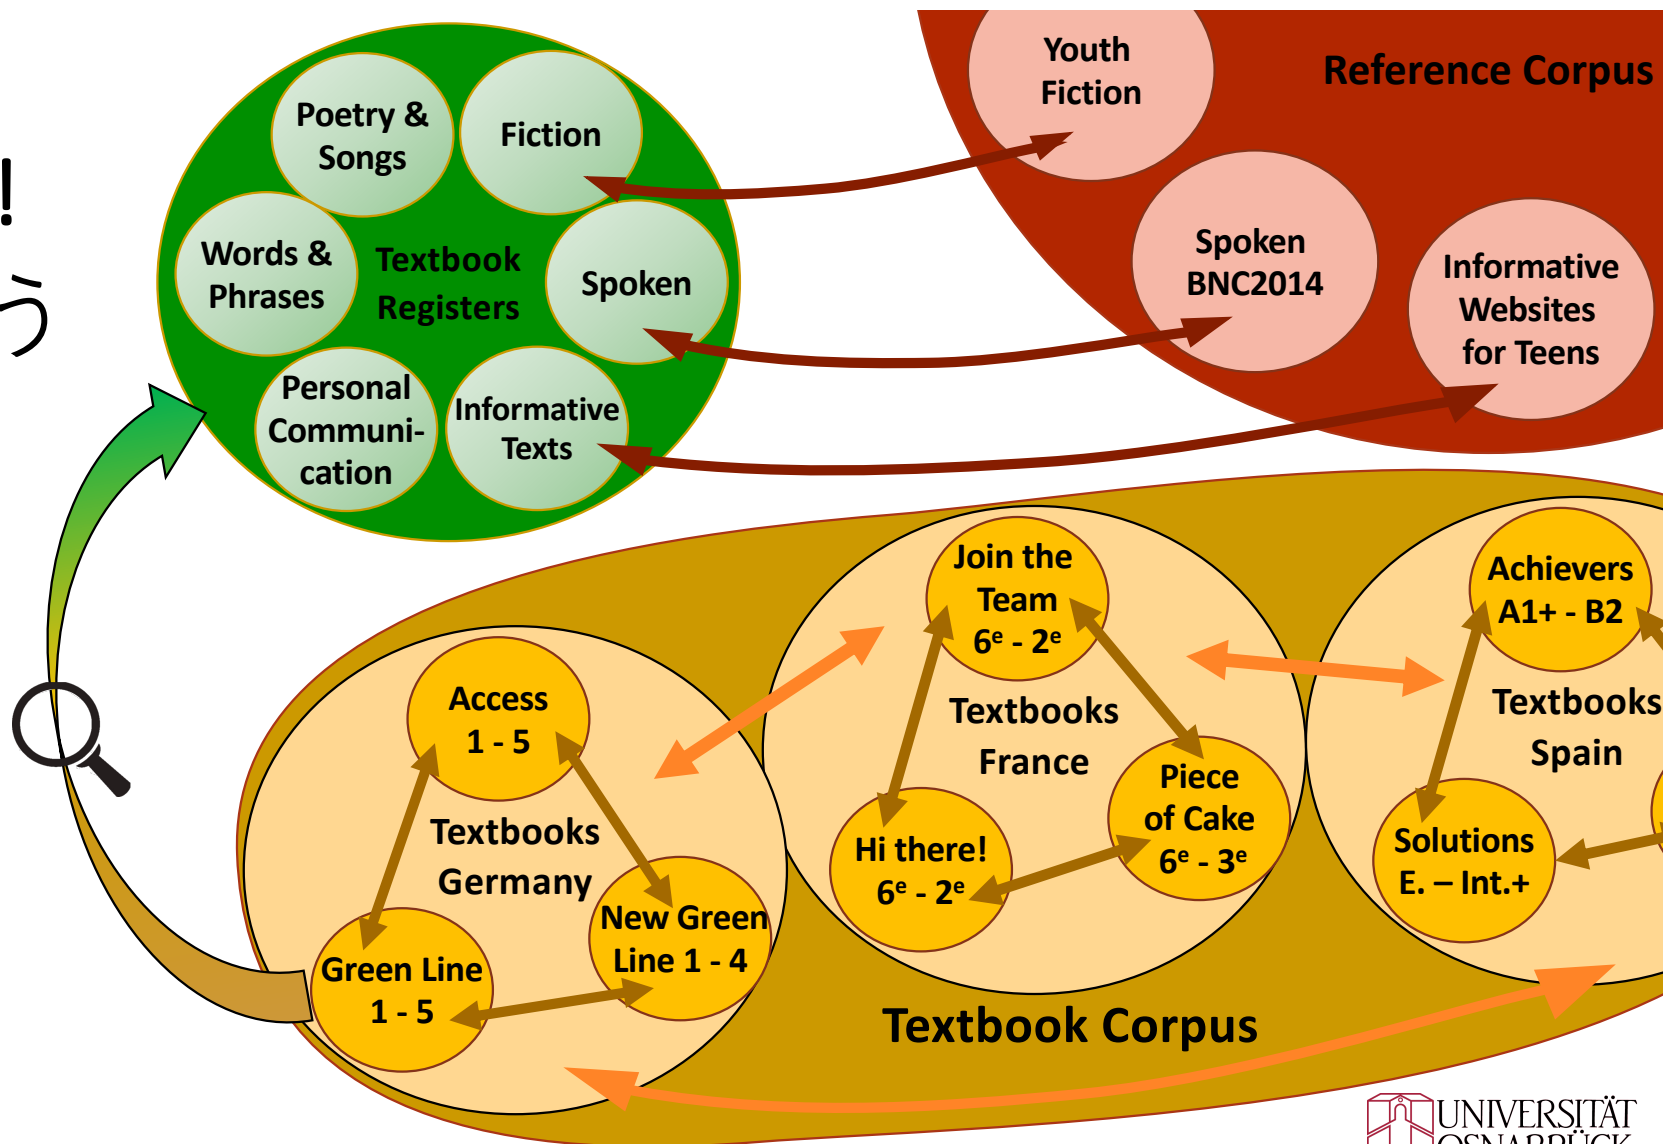 !
う
Poetry &
Songs
Fiction
Words &
Phrases
Textbook
Registers
Spoken
Personal
Communi-
cation
Informative
Texts
Youth
Fiction
Reference Corpus
Spoken
BNC2014
Informative
Websites
for Teens
Join the
Team
6ᵉ - 2ᵉ
Textbooks
France
Hi there!
6ᵉ - 2ᵉ
Piece
of Cake
6ᵉ - 3ᵉ
Achievers
A1+ - B2
Textbooks
Spain
Solutions
E. – Int.+
Access
1 - 5
Textbooks
Germany
Green Line
1 - 5
New Green
Line 1 - 4
Textbook Corpus
UNIVERSITÄT
OSNABRÜCK